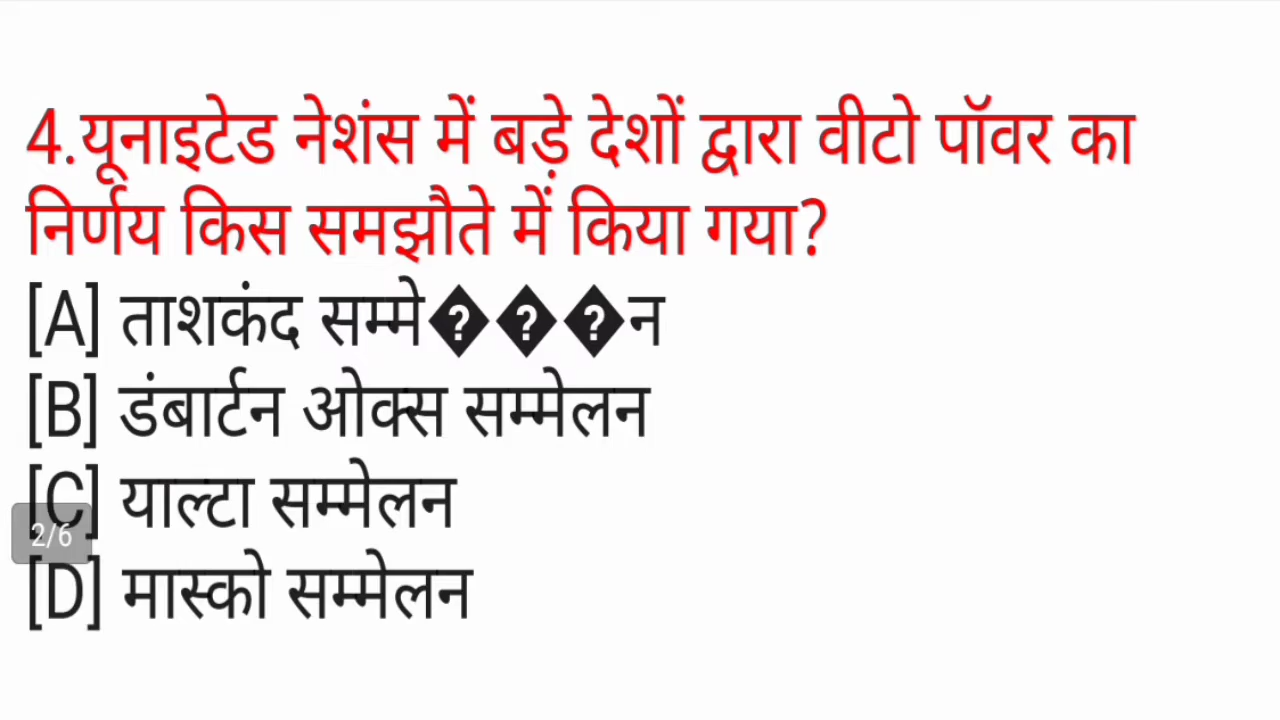 4.यूनाइटेड नेशंस में बड़े देशों द्वारा वीटो पॉवर का
निर्णय किस समझौते में किया गया?
[A] ताशकंद सम्मे���न
[B] डंबार्टन ओक्स सम्मेलन
[C] याल्टा सम्मेलन
2/6
[D] मास्को सम्मेलन